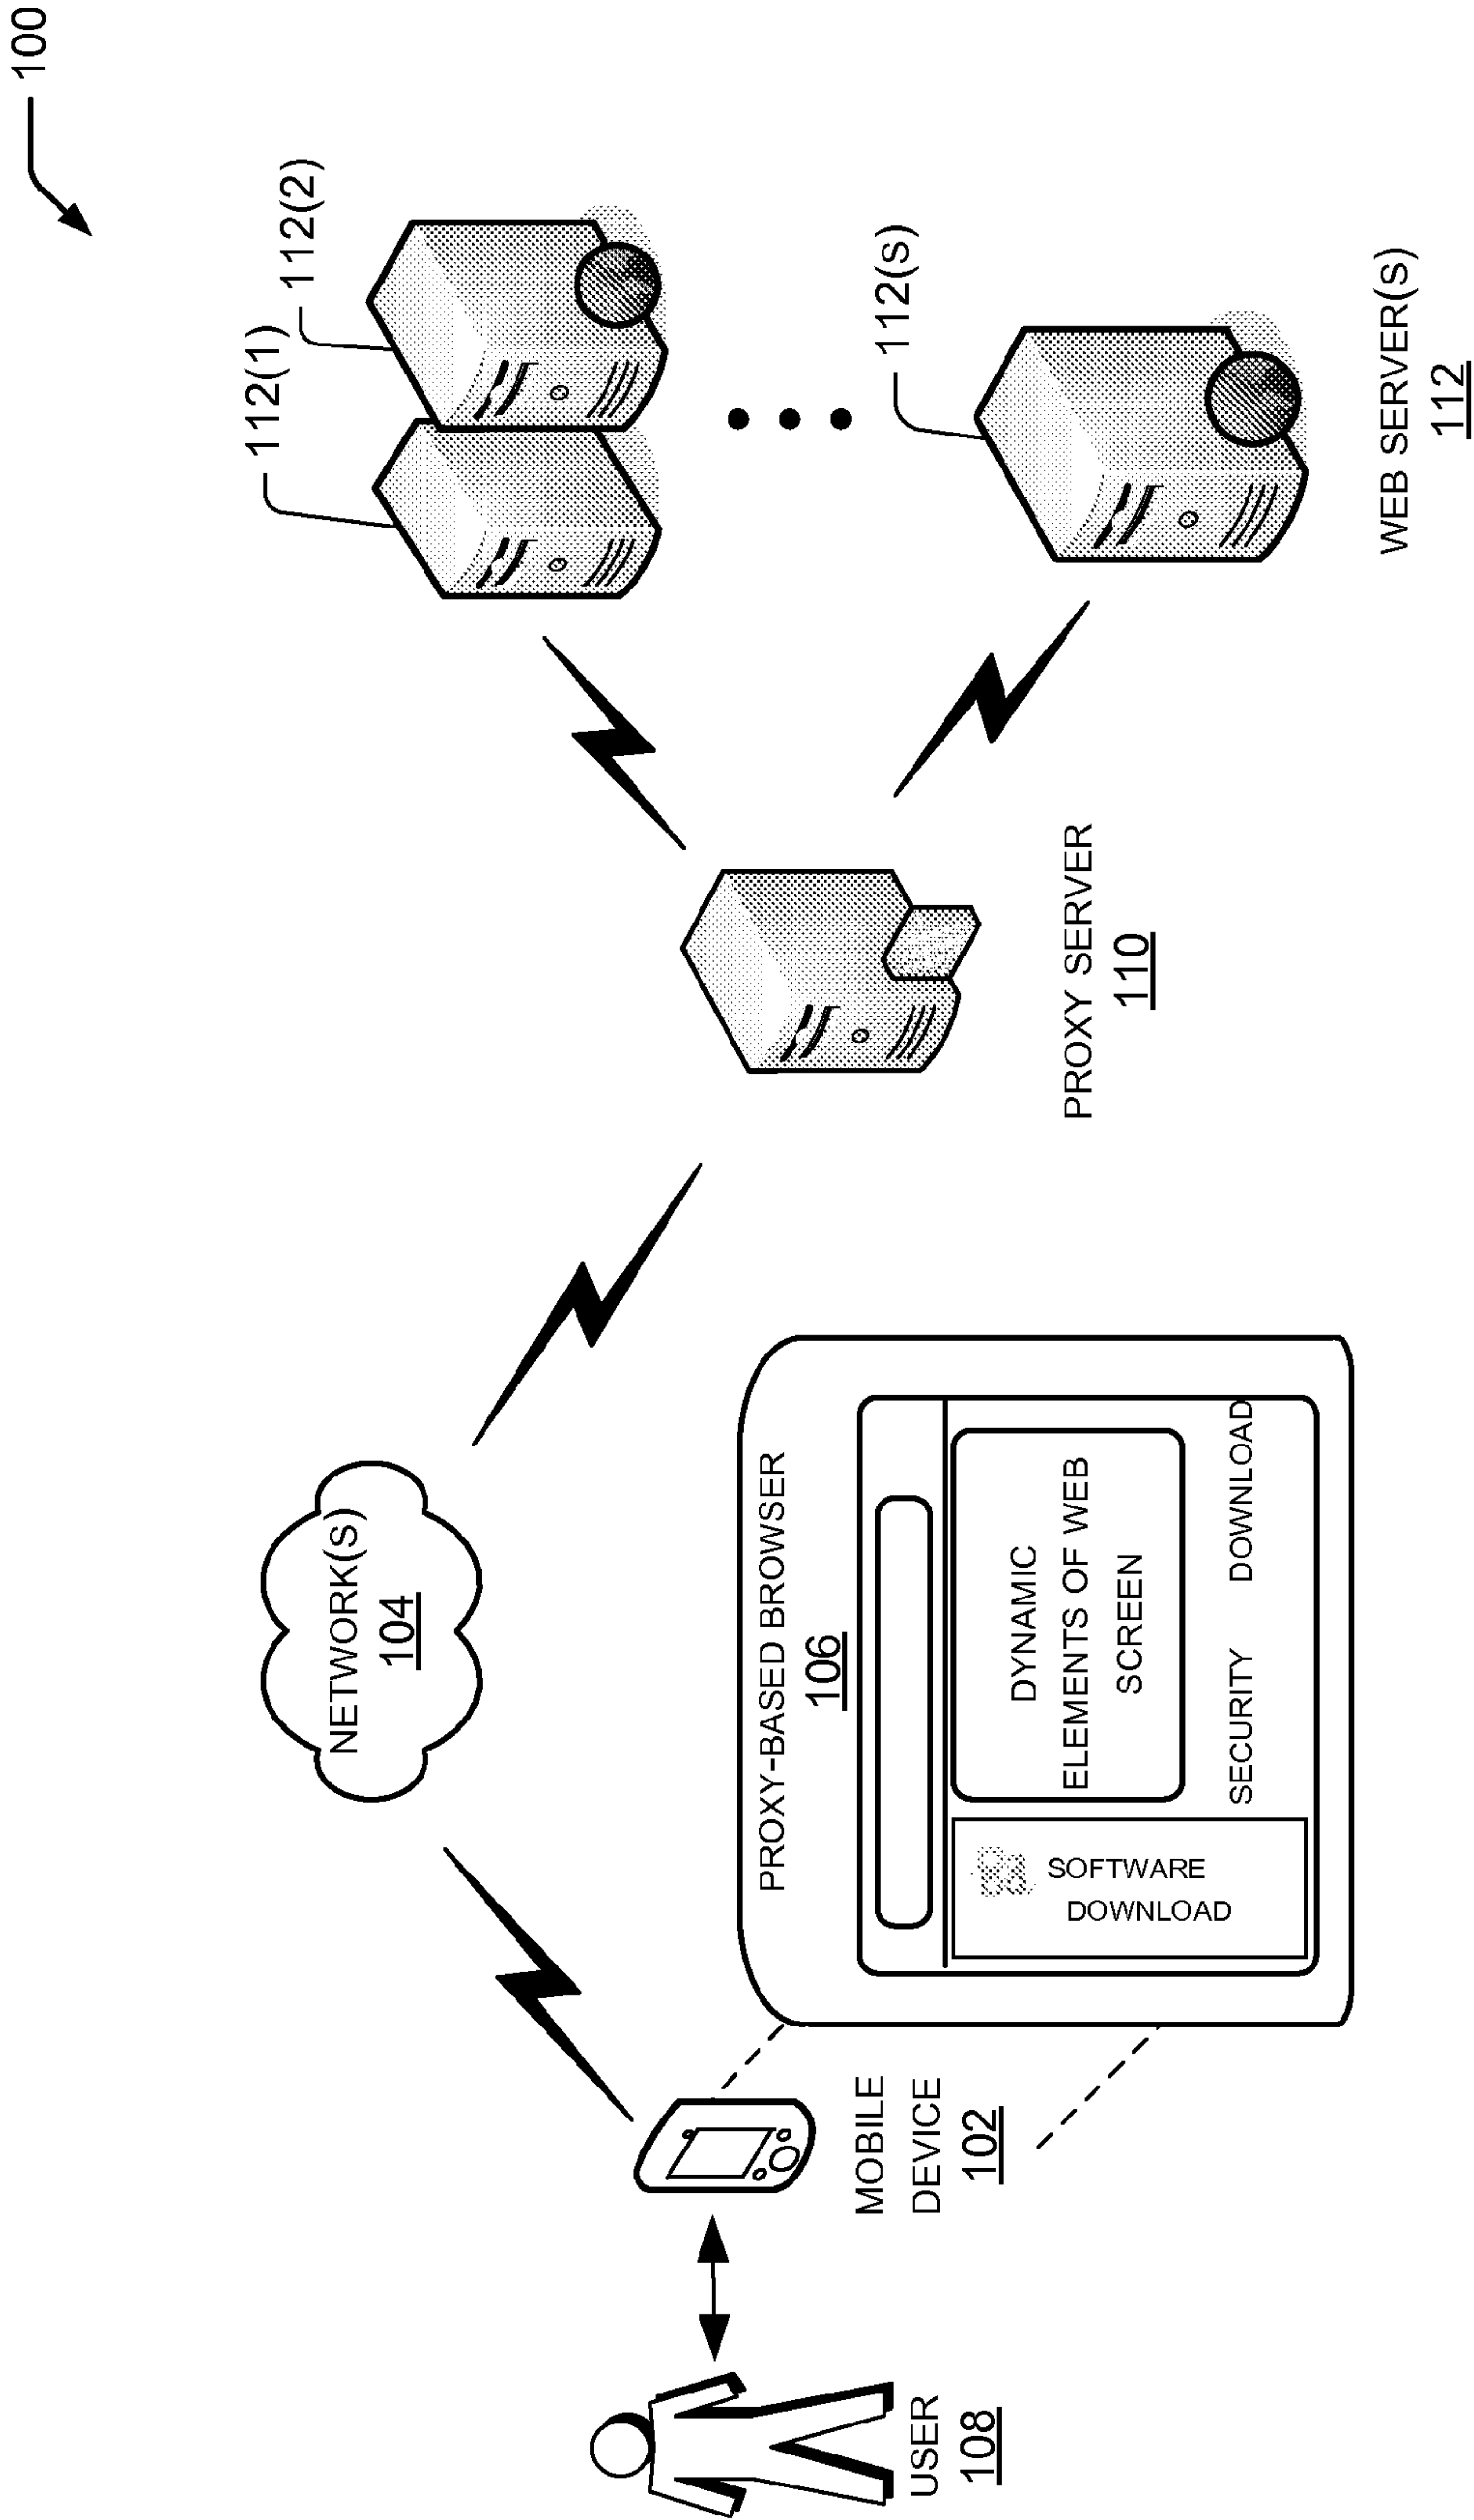 100
112(1)
112(2)
112(s)
WEB SERVER(S)
112
PROXY SERVER
110
NETWORK(S)
104
PROXY-BASED BROWSER
106
DYNAMIC
ELEMENTS OF WEB
SCREEN
SOFTWARE
DOWNLOAD
SECURITY DOWNLOAD
MOBILE
DEVICE
102
USER
108